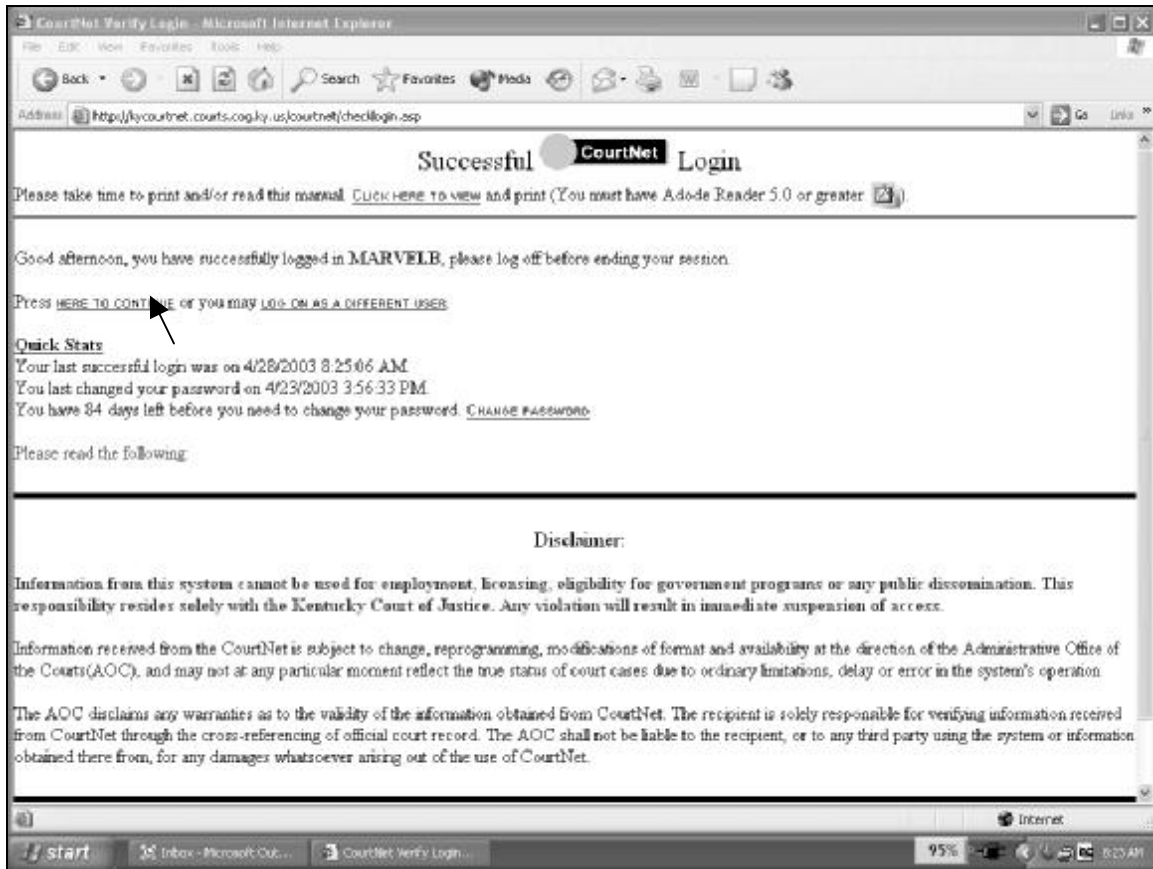 CourtNet Verify Login - Microsoft Internet Explorer
File Edit View Favorites Tools Help
Back Search Favorites Media
Address http://kycourtnet.courts.cog.ky.us/courtnet/checklogin.asp Go Links »
Successful CourtNet Login
Please take time to print and/or read this manual. CLICK HERE TO VIEW and print (You must have Adode Reader 5.0 or greater )
Good afternoon, you have successfully logged in MARVELB, please log off before ending your session.
Press HERE TO CONTINUE or you may LOG ON AS A DIFFERENT USER
Quick Stats
Your last successful login was on 4/28/2003 8:25:06 AM.
You last changed your password on 4/23/2003 3:56:33 PM.
You have 84 days left before you need to change your password. CHANGE PASSWORD
Please read the following:
Disclaimer:
Information from this system cannot be used for employment, licensing, eligibility for government programs or any public dissemination. This
responsibility resides solely with the Kentucky Court of Justice. Any violation will result in immediate suspension of access.
Information received from the CourtNet is subject to change, reprogramming, modifications of format and availability at the direction of the Administrative Office of
the Courts(AOC), and may not at any particular moment reflect the true status of court cases due to ordinary limitations, delay or error in the system's operation.
The AOC disclaims any warranties as to the validity of the information obtained from CourtNet. The recipient is solely responsible for verifying information received
from CourtNet through the cross-referencing of official court record. The AOC shall not be liable to the recipient, or to any third party using the system or information
obtained there from, for any damages whatsoever arising out of the use of CourtNet.
Internet
start Inbox - Microsoft Out... CourtNet Verify Login... 95% 8:25 AM